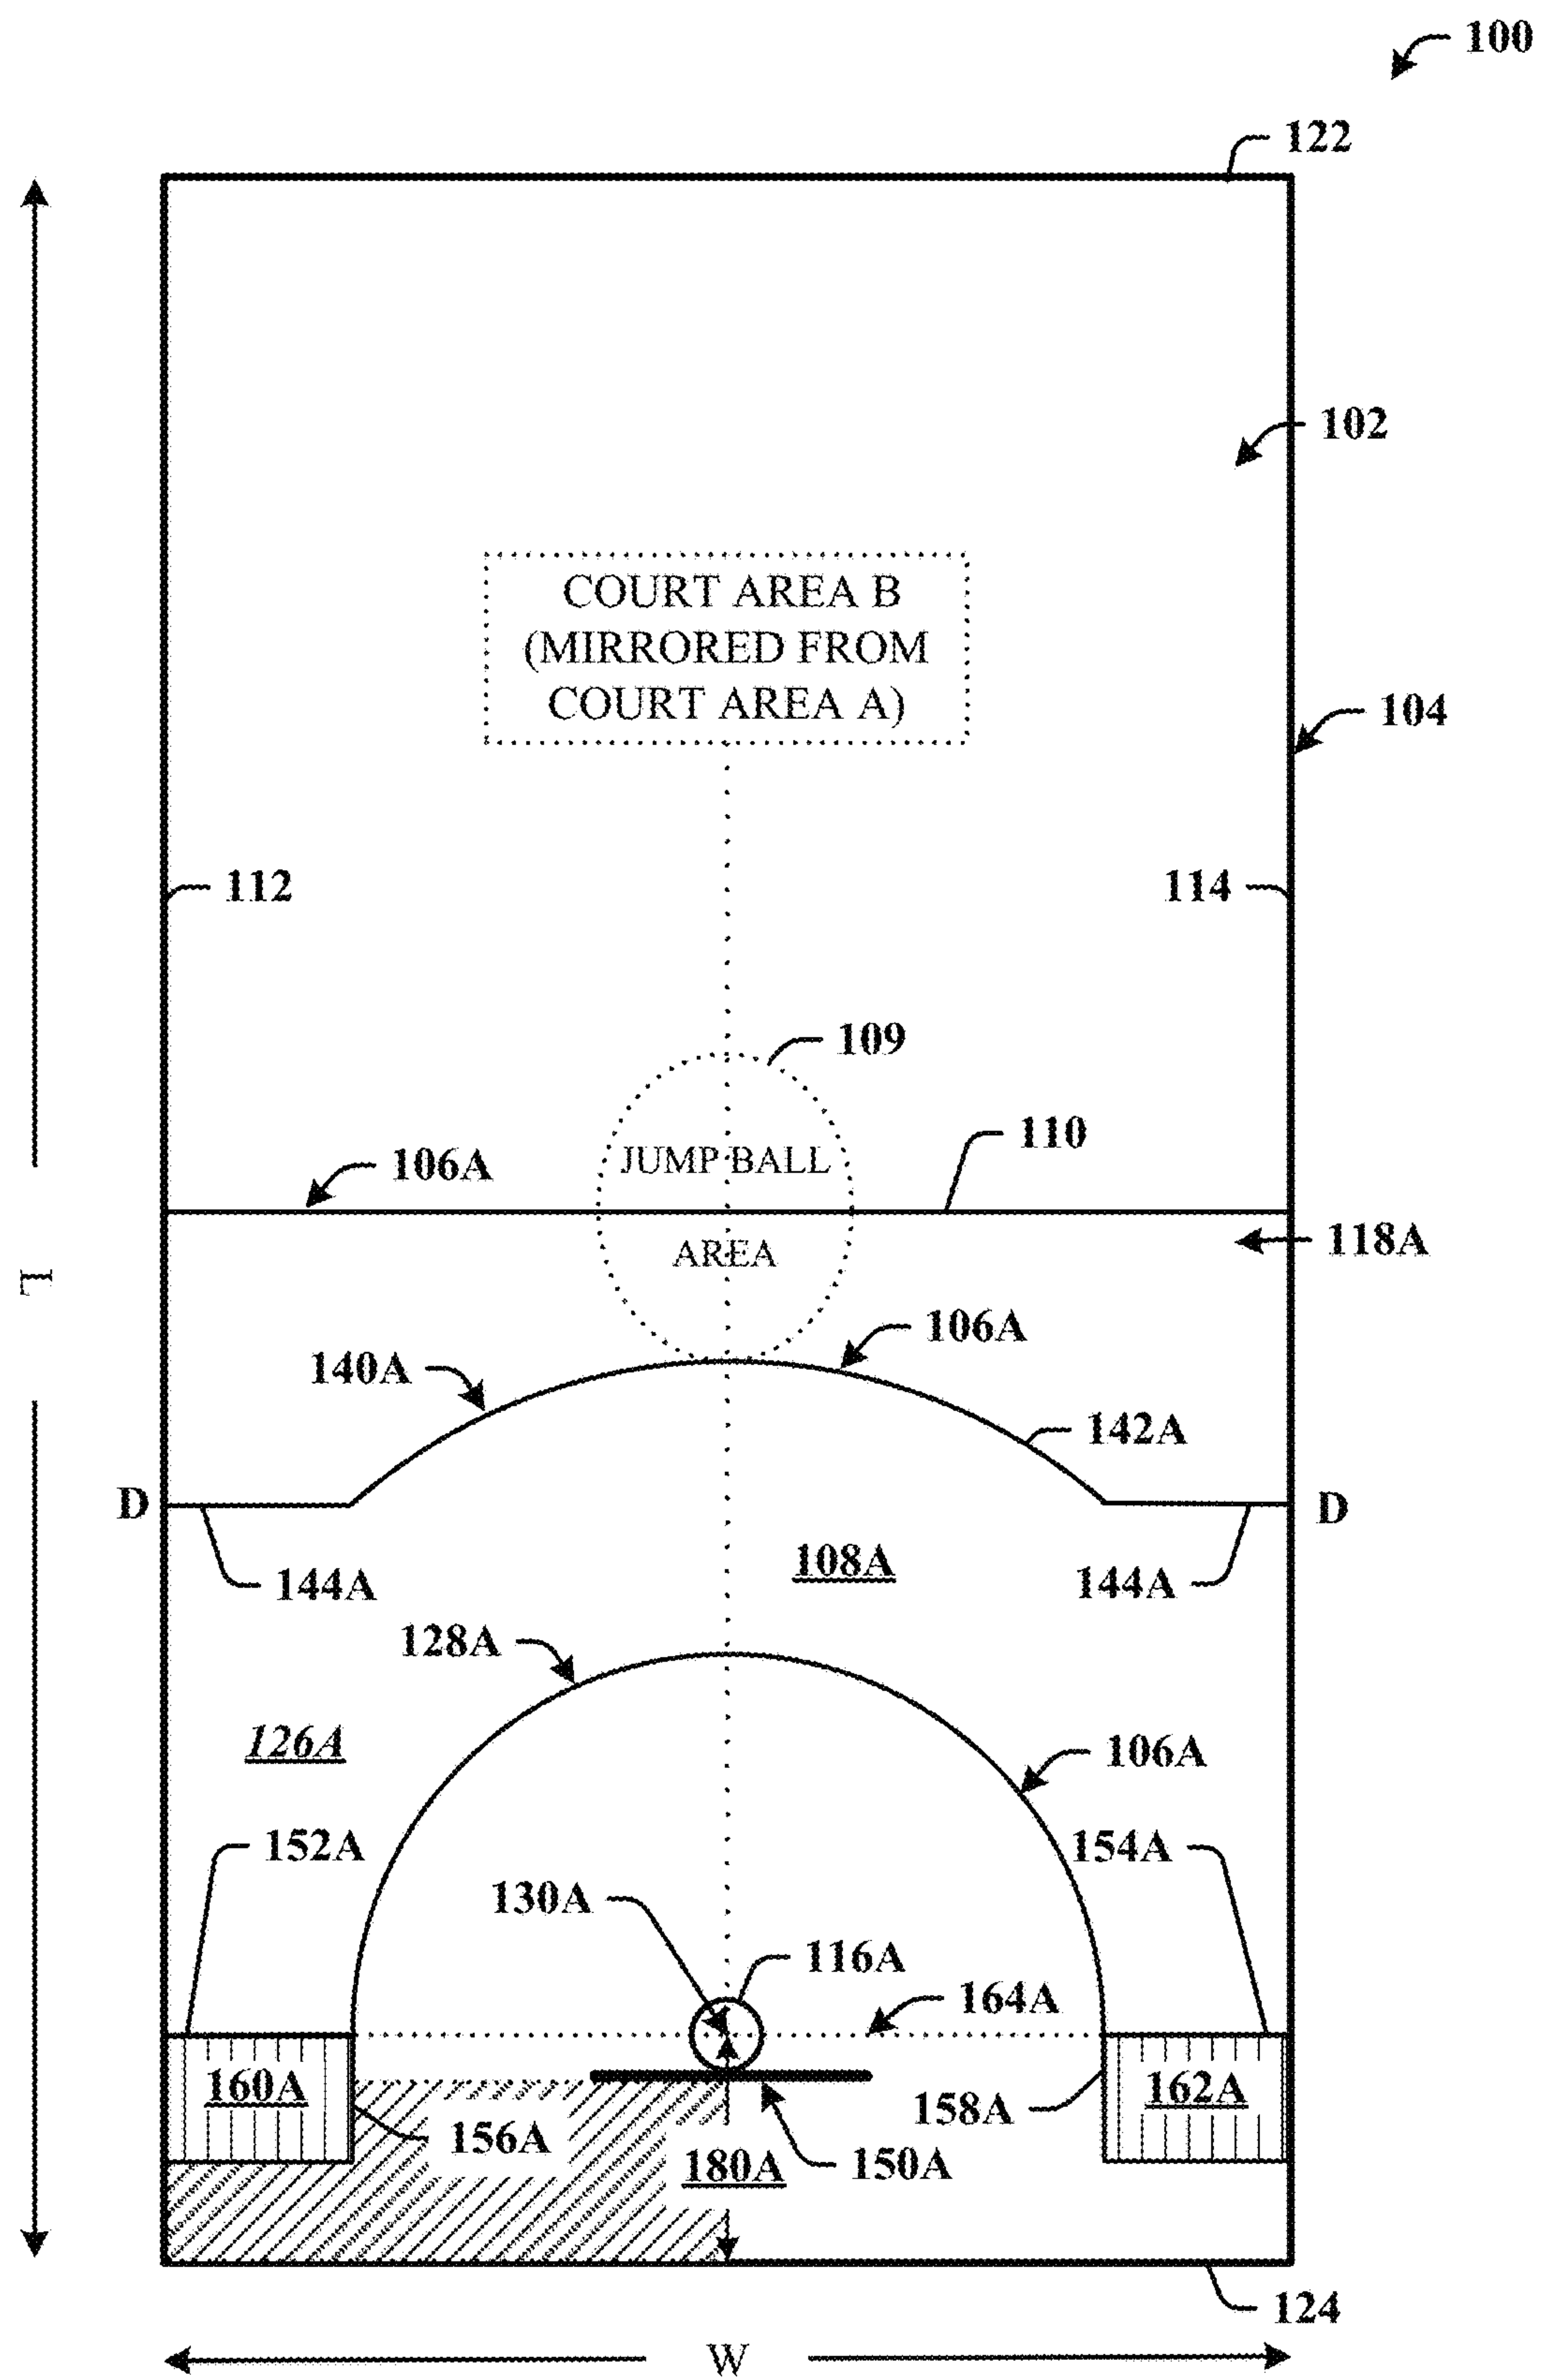 100
122
102
COURT AREA B
(MIRRORED FROM
COURT AREA A)
104
112
114
109
110
JUMP BALL
106A
118A
AREA
L
106A
140A
142A
D
D
108A
144A
144A
128A
126A
106A
152A
154A
130A
116A
164A
160A
162A
158A
156A
180A
150A
124
W